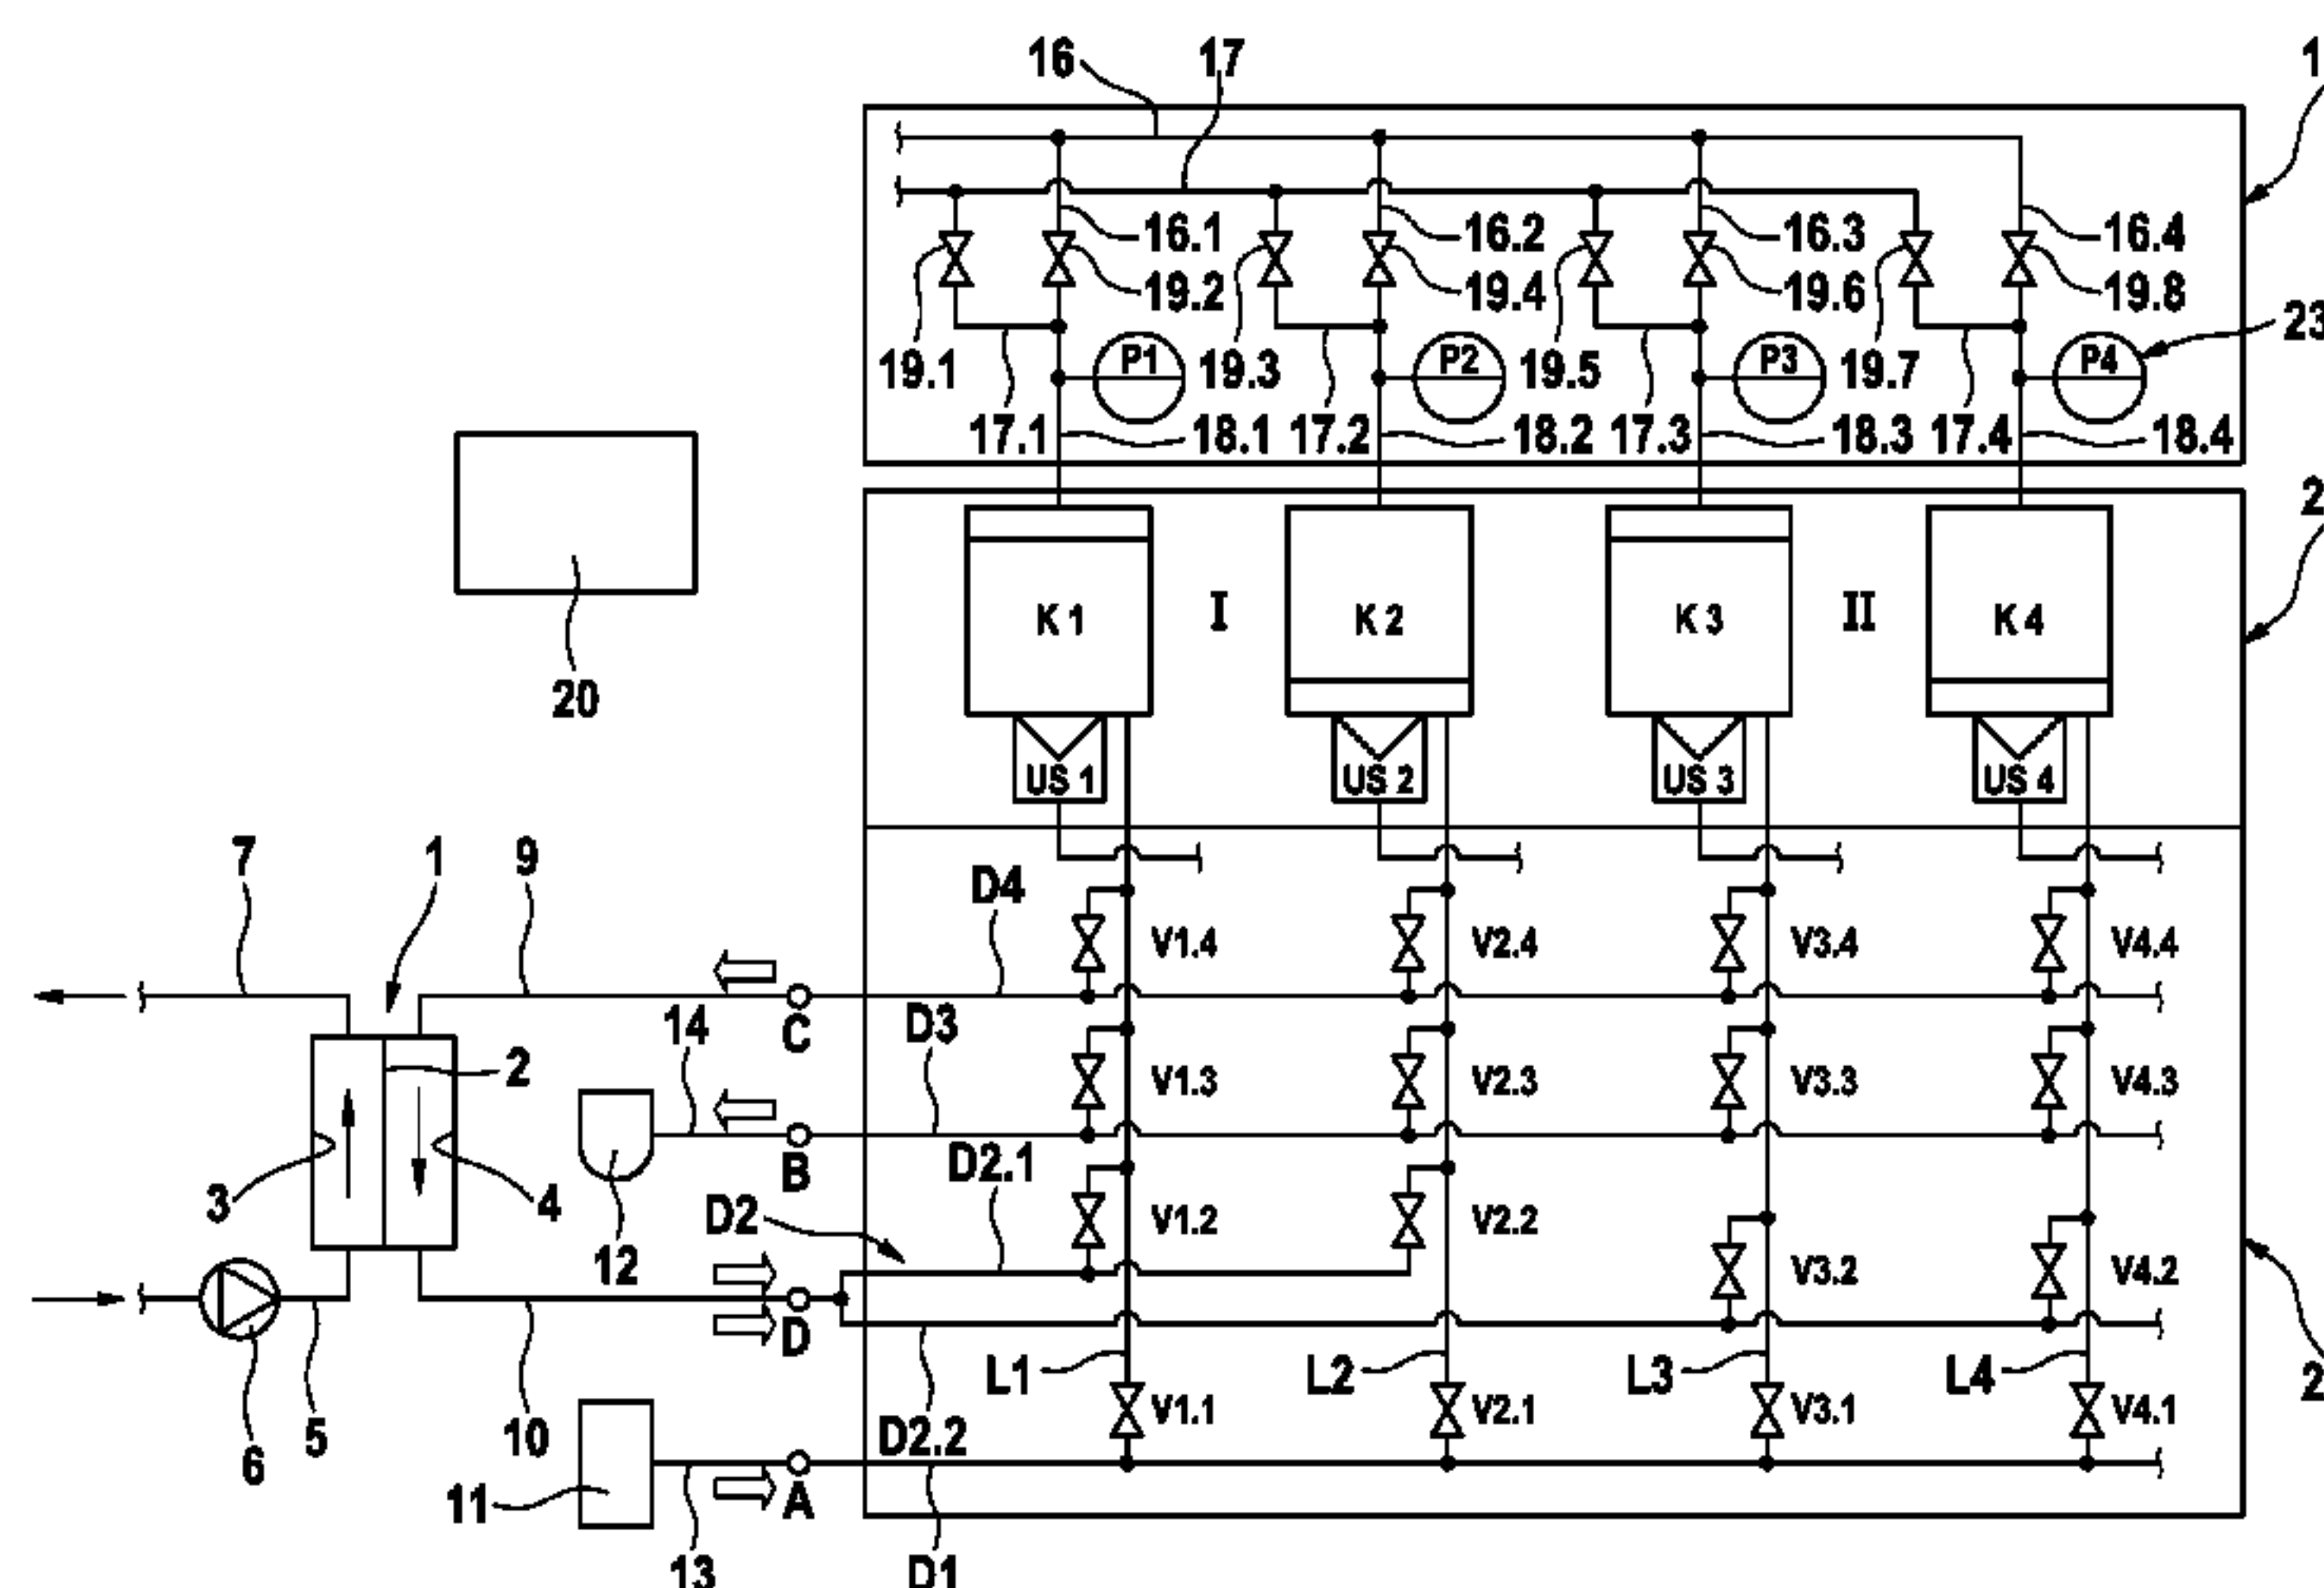 16 17 1
16.1 16.2 16.3 16.4
19.2 19.4 19.6 19.8
23
P1 P2 P3 P4
19.1 19.3 19.5 19.7
17.1 18.1 17.2 18.2 17.3 18.3 17.4 18.4
2
K 1 I K 2 K 3 II K 4
20
US 1 US 2 US 3 US 4
7 1 9 D4
V1.4 V2.4 V3.4 V4.4
14 C D3
2
V1.3 V2.3 V3.3 V4.3
B D2.1
3 4 D2
V1.2 V2.2
12
V3.2 V4.2
D
L1 L2 L3 L4
2
V1.1 V2.1 V3.1 V4.1
6 5 10 D2.2
11 A
13 D1